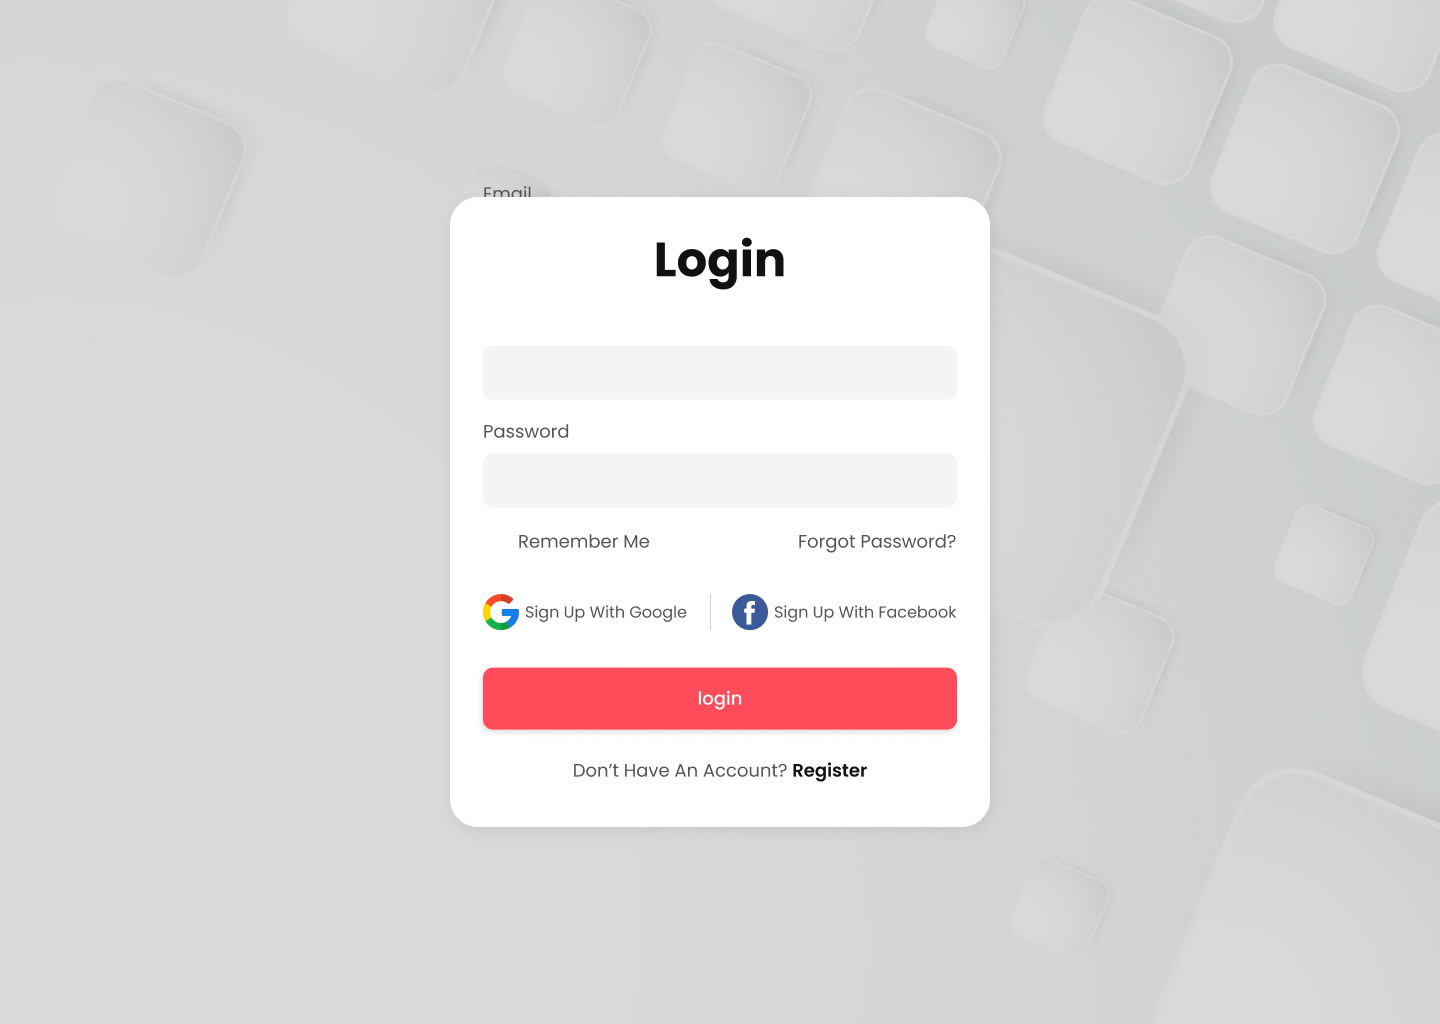 Email
Login
Password
Remember Me
Forgot Password?
Sign Up With Google
Sign Up With Facebook
login
Don’t Have An Account? Register